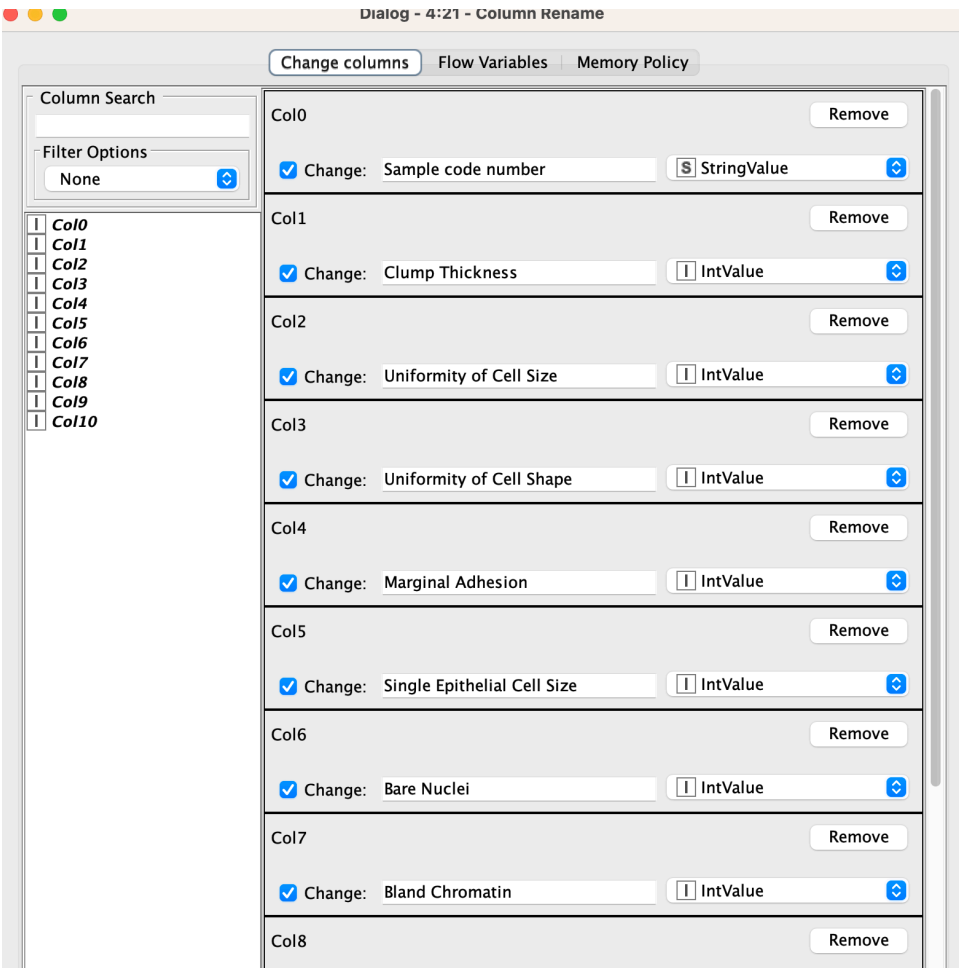 Dialog - 4:21 - Column Rename
Change columns Flow Variables Memory Policy
Column Search
Filter Options
None
I Col0
I Col1
I Col2
I Col3
I Col4
I Col5
I Col6
I Col7
I Col8
I Col9
I Col10
Col0 Remove
Change: Sample code number S StringValue
Col1 Remove
Change: Clump Thickness I IntValue
Col2 Remove
Change: Uniformity of Cell Size I IntValue
Col3 Remove
Change: Uniformity of Cell Shape I IntValue
Col4 Remove
Change: Marginal Adhesion I IntValue
Col5 Remove
Change: Single Epithelial Cell Size I IntValue
Col6 Remove
Change: Bare Nuclei I IntValue
Col7 Remove
Change: Bland Chromatin I IntValue
Col8 Remove